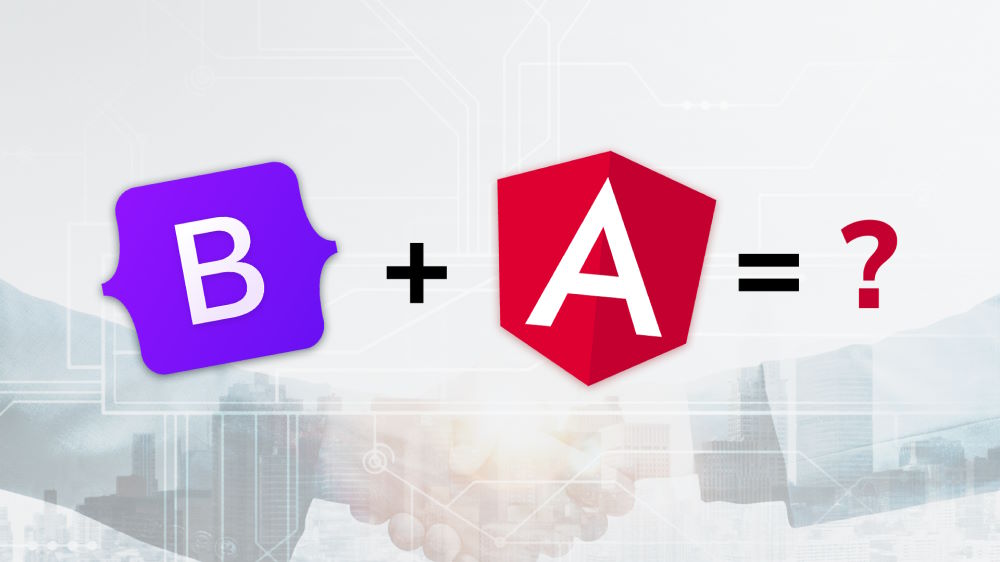 B + A = ?